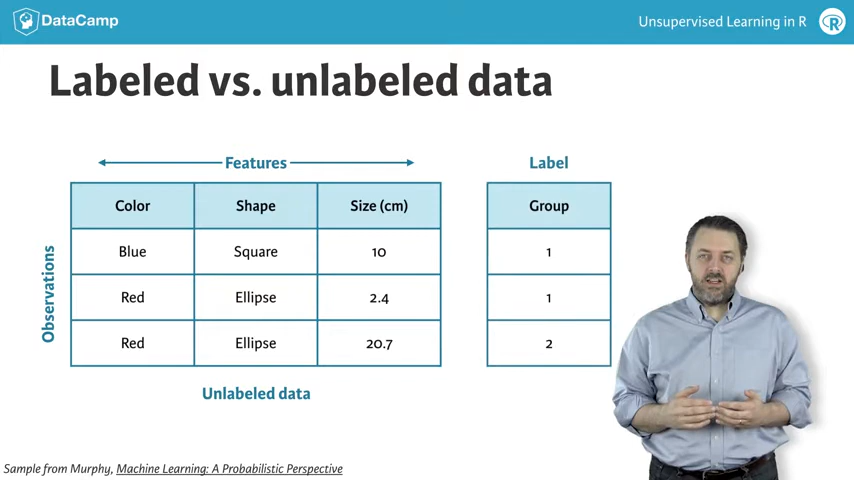 DataCamp
Unsupervised Learning in R
R
Labeled vs. unlabeled data
Features
Label
Color Shape Size (cm) Group
Blue Square 10 1
Red Ellipse 2.4 1
Red Ellipse 20.7 2
Observations
Unlabeled data
Sample from Murphy, Machine Learning: A Probabilistic Perspective